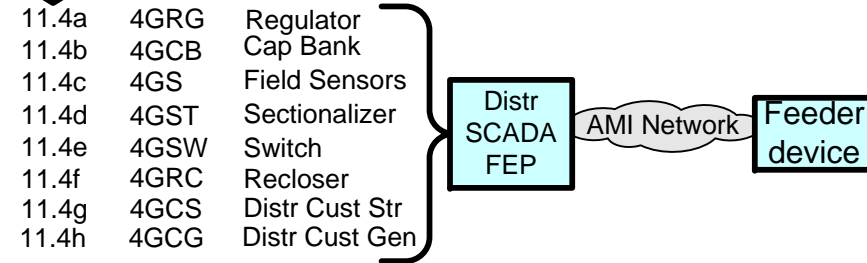 11.4a 4GRG Regulator
11.4b 4GCB Cap Bank
11.4c 4GS Field Sensors
11.4d 4GST Sectionalizer
11.4e 4GSW Switch
11.4f 4GRC Recloser
11.4g 4GCS Distr Cust Str
11.4h 4GCG Distr Cust Gen
Distr
SCADA
FEP
AMI Network
Feeder
device